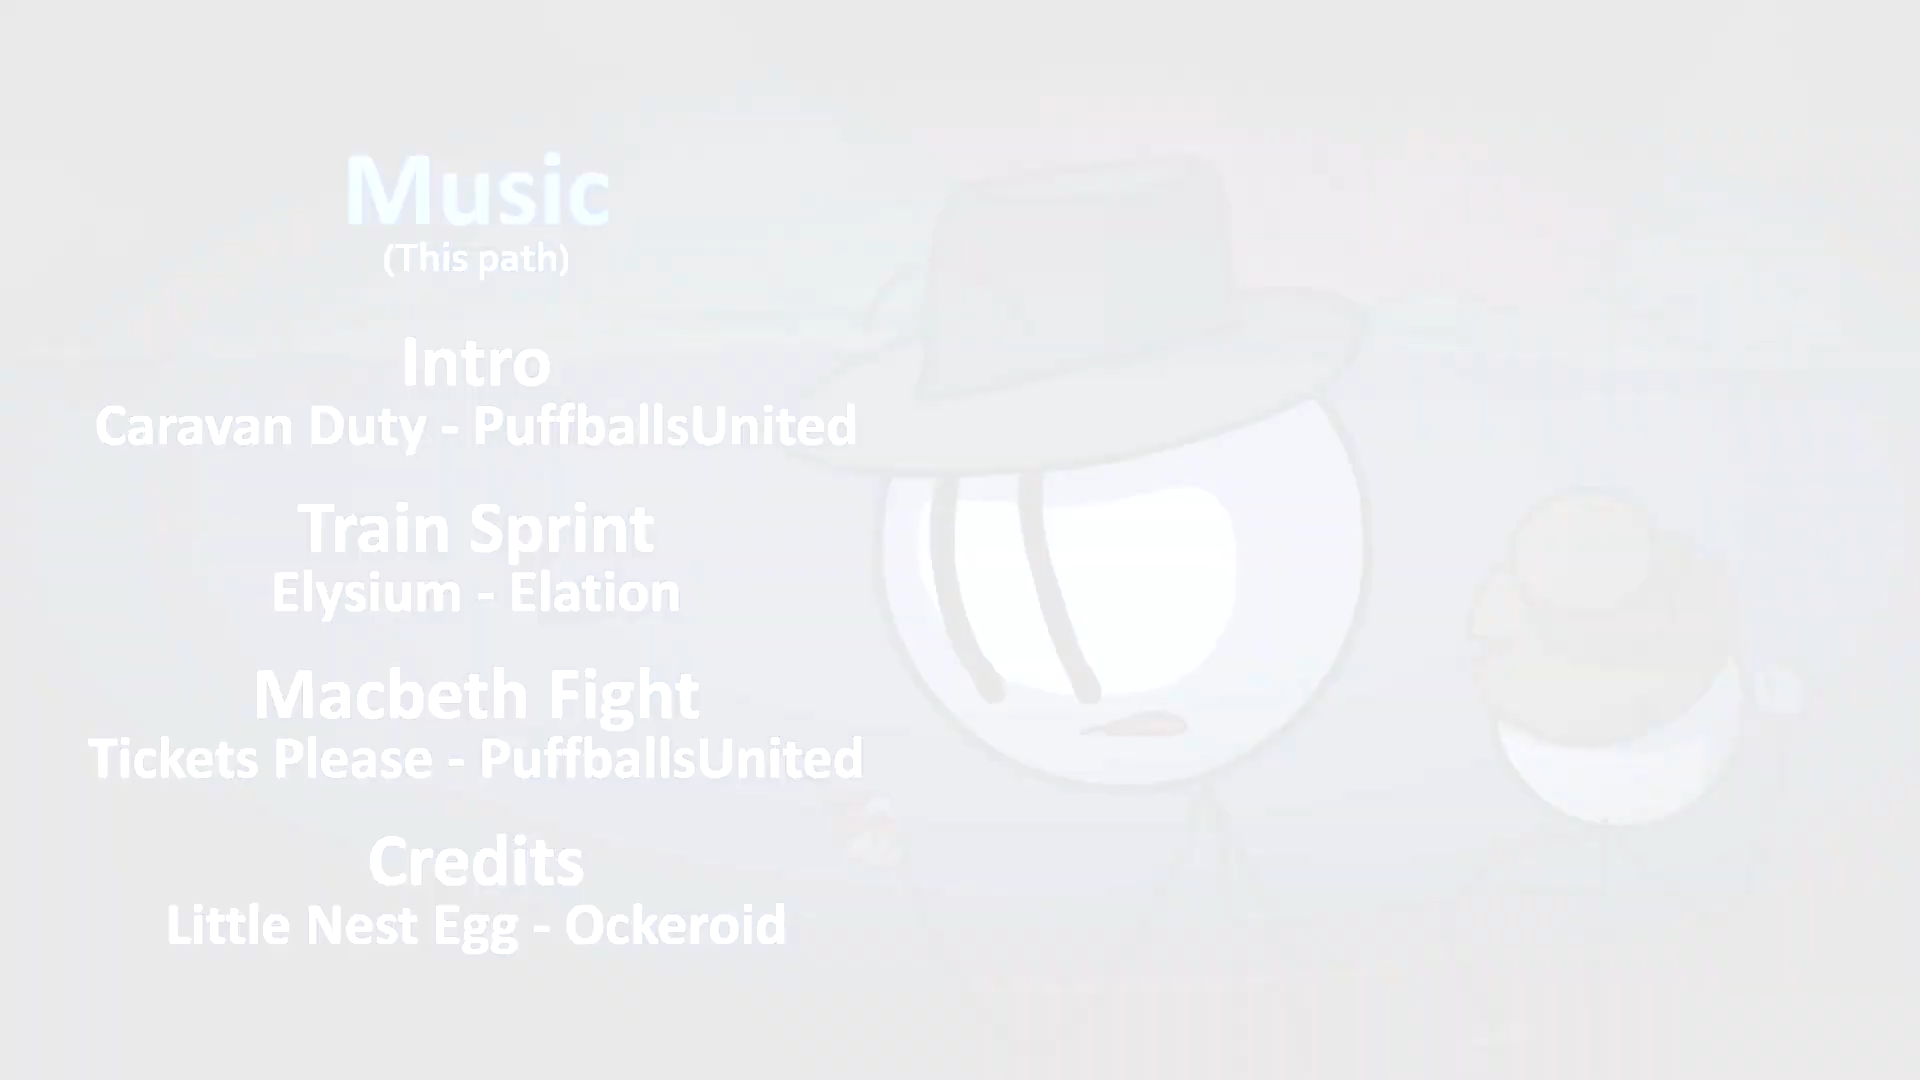 Music
(This path)
Intro
Caravan Duty - PuffballsUnited
Train Sprint
Elysium - Elation
Macbeth Fight
Tickets Please - PuffballsUnited
Credits
Little Nest Egg - Ockeroid